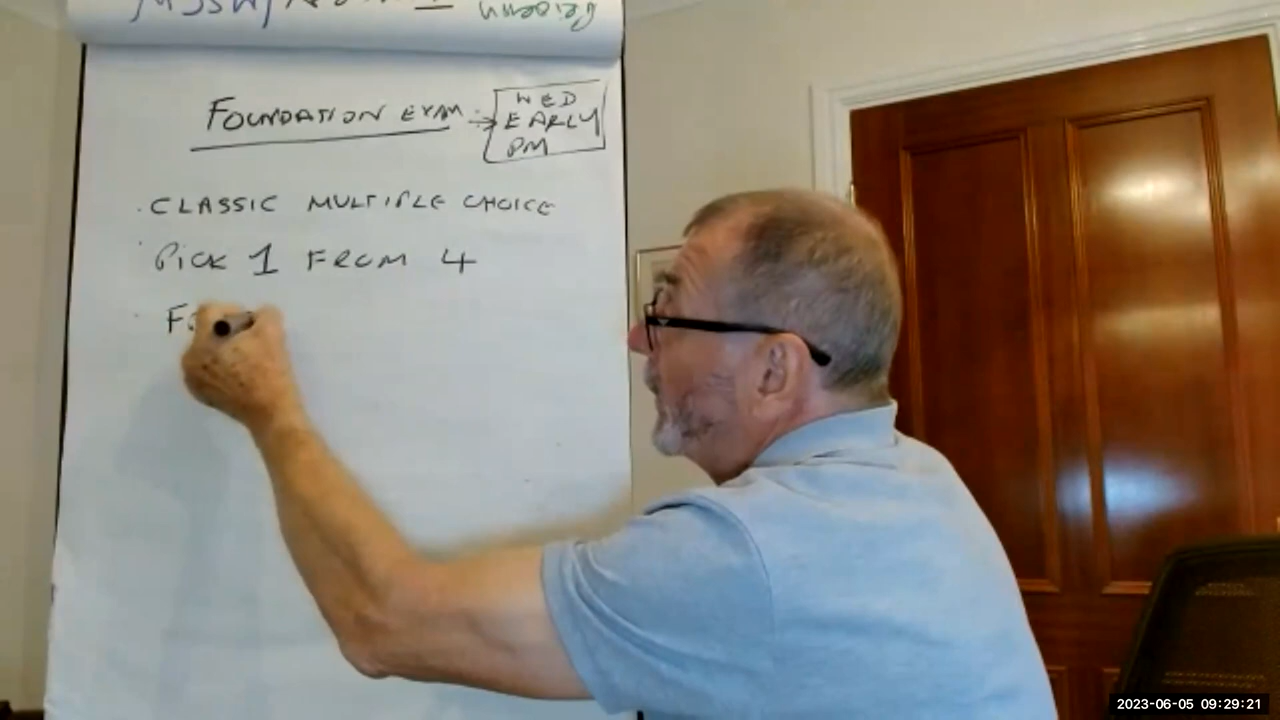 FOUNDATION EXAM →
WED
EARLY
PM
· CLASSIC MULTIPLE CHOICE
· PICK 1 FROM 4
2023-06-05 09:29:21